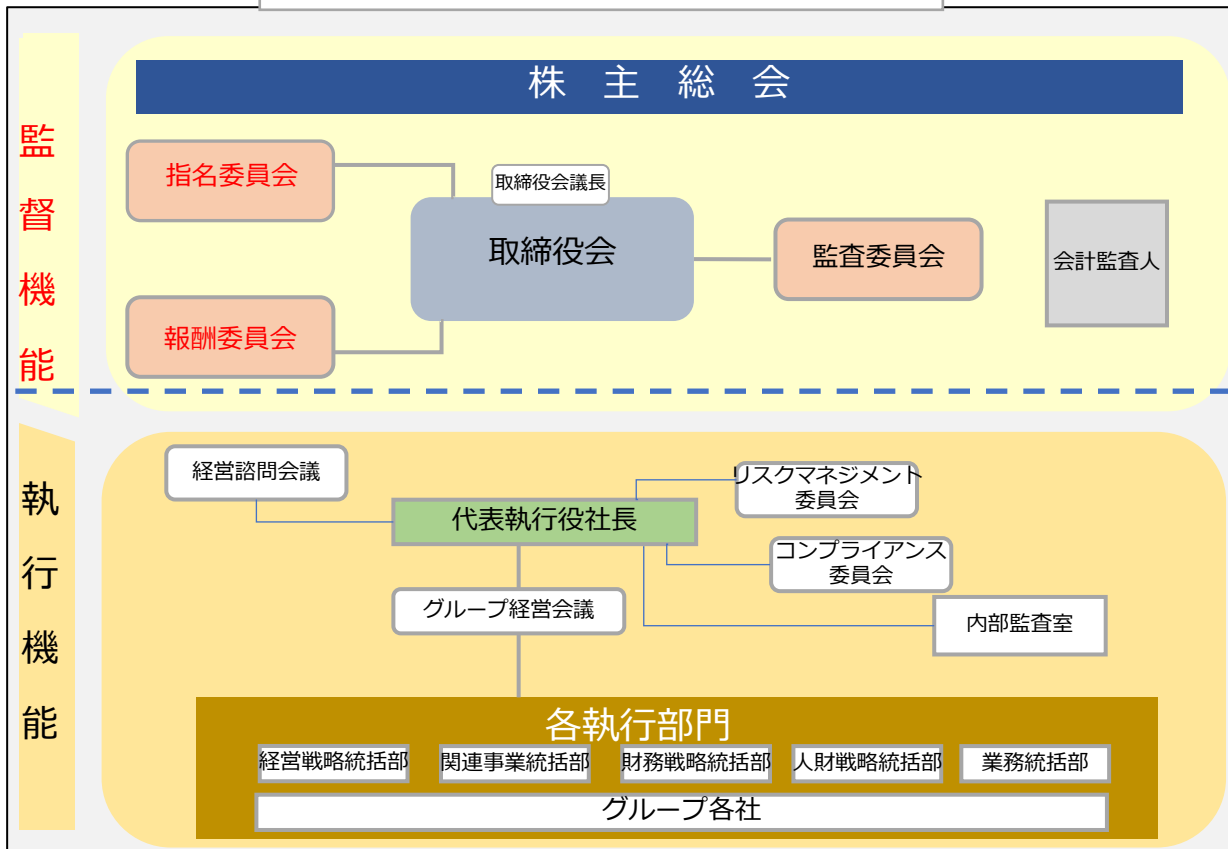 株主総会
監督機能
指名委員会
取締役会議長
取締役会
監査委員会
会計監査人
報酬委員会
執行機能
経営諮問会議
リスクマネジメント
委員会
代表執行役社長
コンプライアンス
委員会
グループ経営会議
内部監査室
各執行部門
経営戦略統括部
関連事業統括部
財務戦略統括部
人財戦略統括部
業務統括部
グループ各社